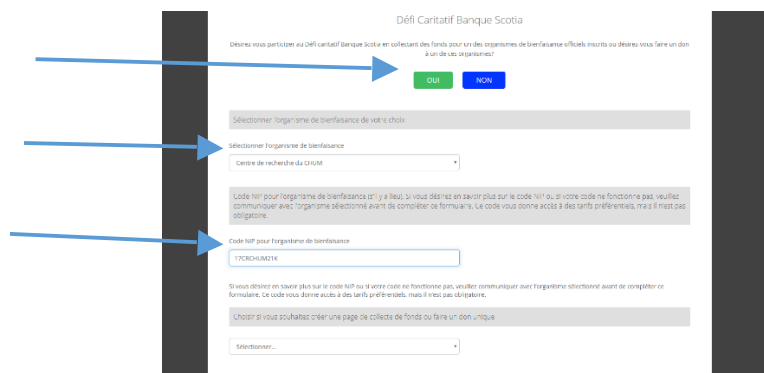 Défi Caritatif Banque Scotia
Désirez vous participer au Défi caritatif Banque Scotia en collectant des fonds pour un des organismes de bienfaisance officiels inscrits ou désirez vous faire un don
à un de ces organismes?
OUI NON
Sélectionner l'organisme de bienfaisance de votre choix
Sélectionner l'organisme de bienfaisance
Centre de recherche du CHUM
Code NIP pour l'organisme de bienfaisance (s'il y a lieu). Si vous désirez en savoir plus sur le code NIP ou si votre code ne fonctionne pas, veuillez
communiquer avec l'organisme sélectionné avant de compléter ce formulaire. Ce code vous donne accès à des tarifs préférentiels, mais il n'est pas
obligatoire.
Code NIP pour l'organisme de bienfaisance
17CRCHUM21K
Si vous désirez en savoir plus sur le code NIP ou si votre code ne fonctionne pas, veuillez communiquer avec l'organisme sélectionné avant de compléter ce
formulaire. Ce code vous donne accès à des tarifs préférentiels, mais il n'est pas obligatoire.
Choisir si vous souhaitez créer une page de collecte de fonds ou faire un don unique
Sélectionner...